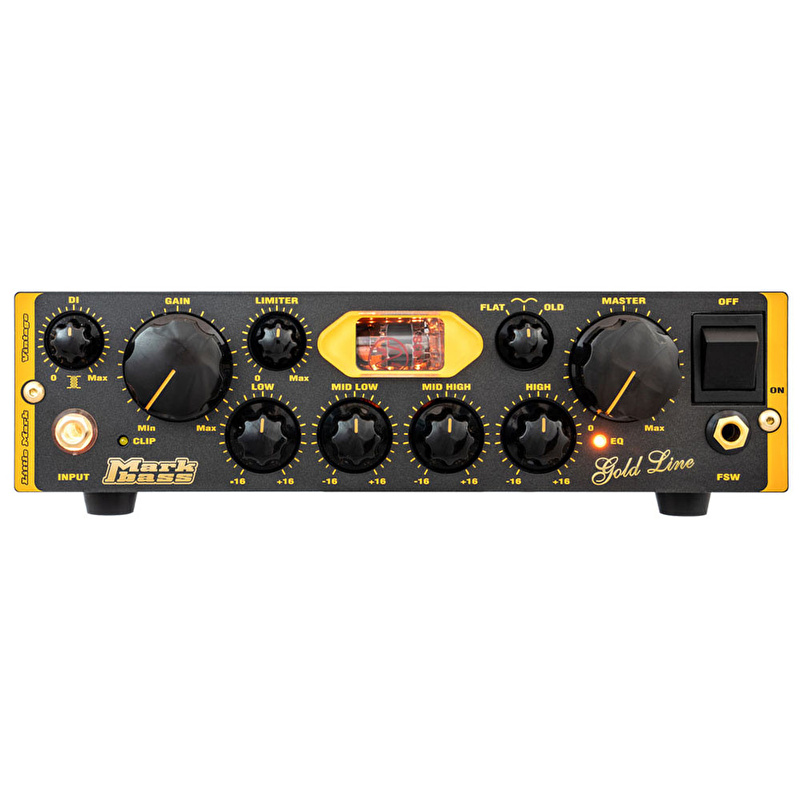 DI
GAIN
LIMITER
FLAT
OLD
MASTER
OFF
Vintage
0
Max
0
Max
LOW
MID LOW
MID HIGH
HIGH
ON
Min
Max
0
Max
CLIP
EQ
Little Mark
INPUT
Mark
bass
-16
+16
-16
+16
-16
+16
-16
+16
Gold Line
FSW